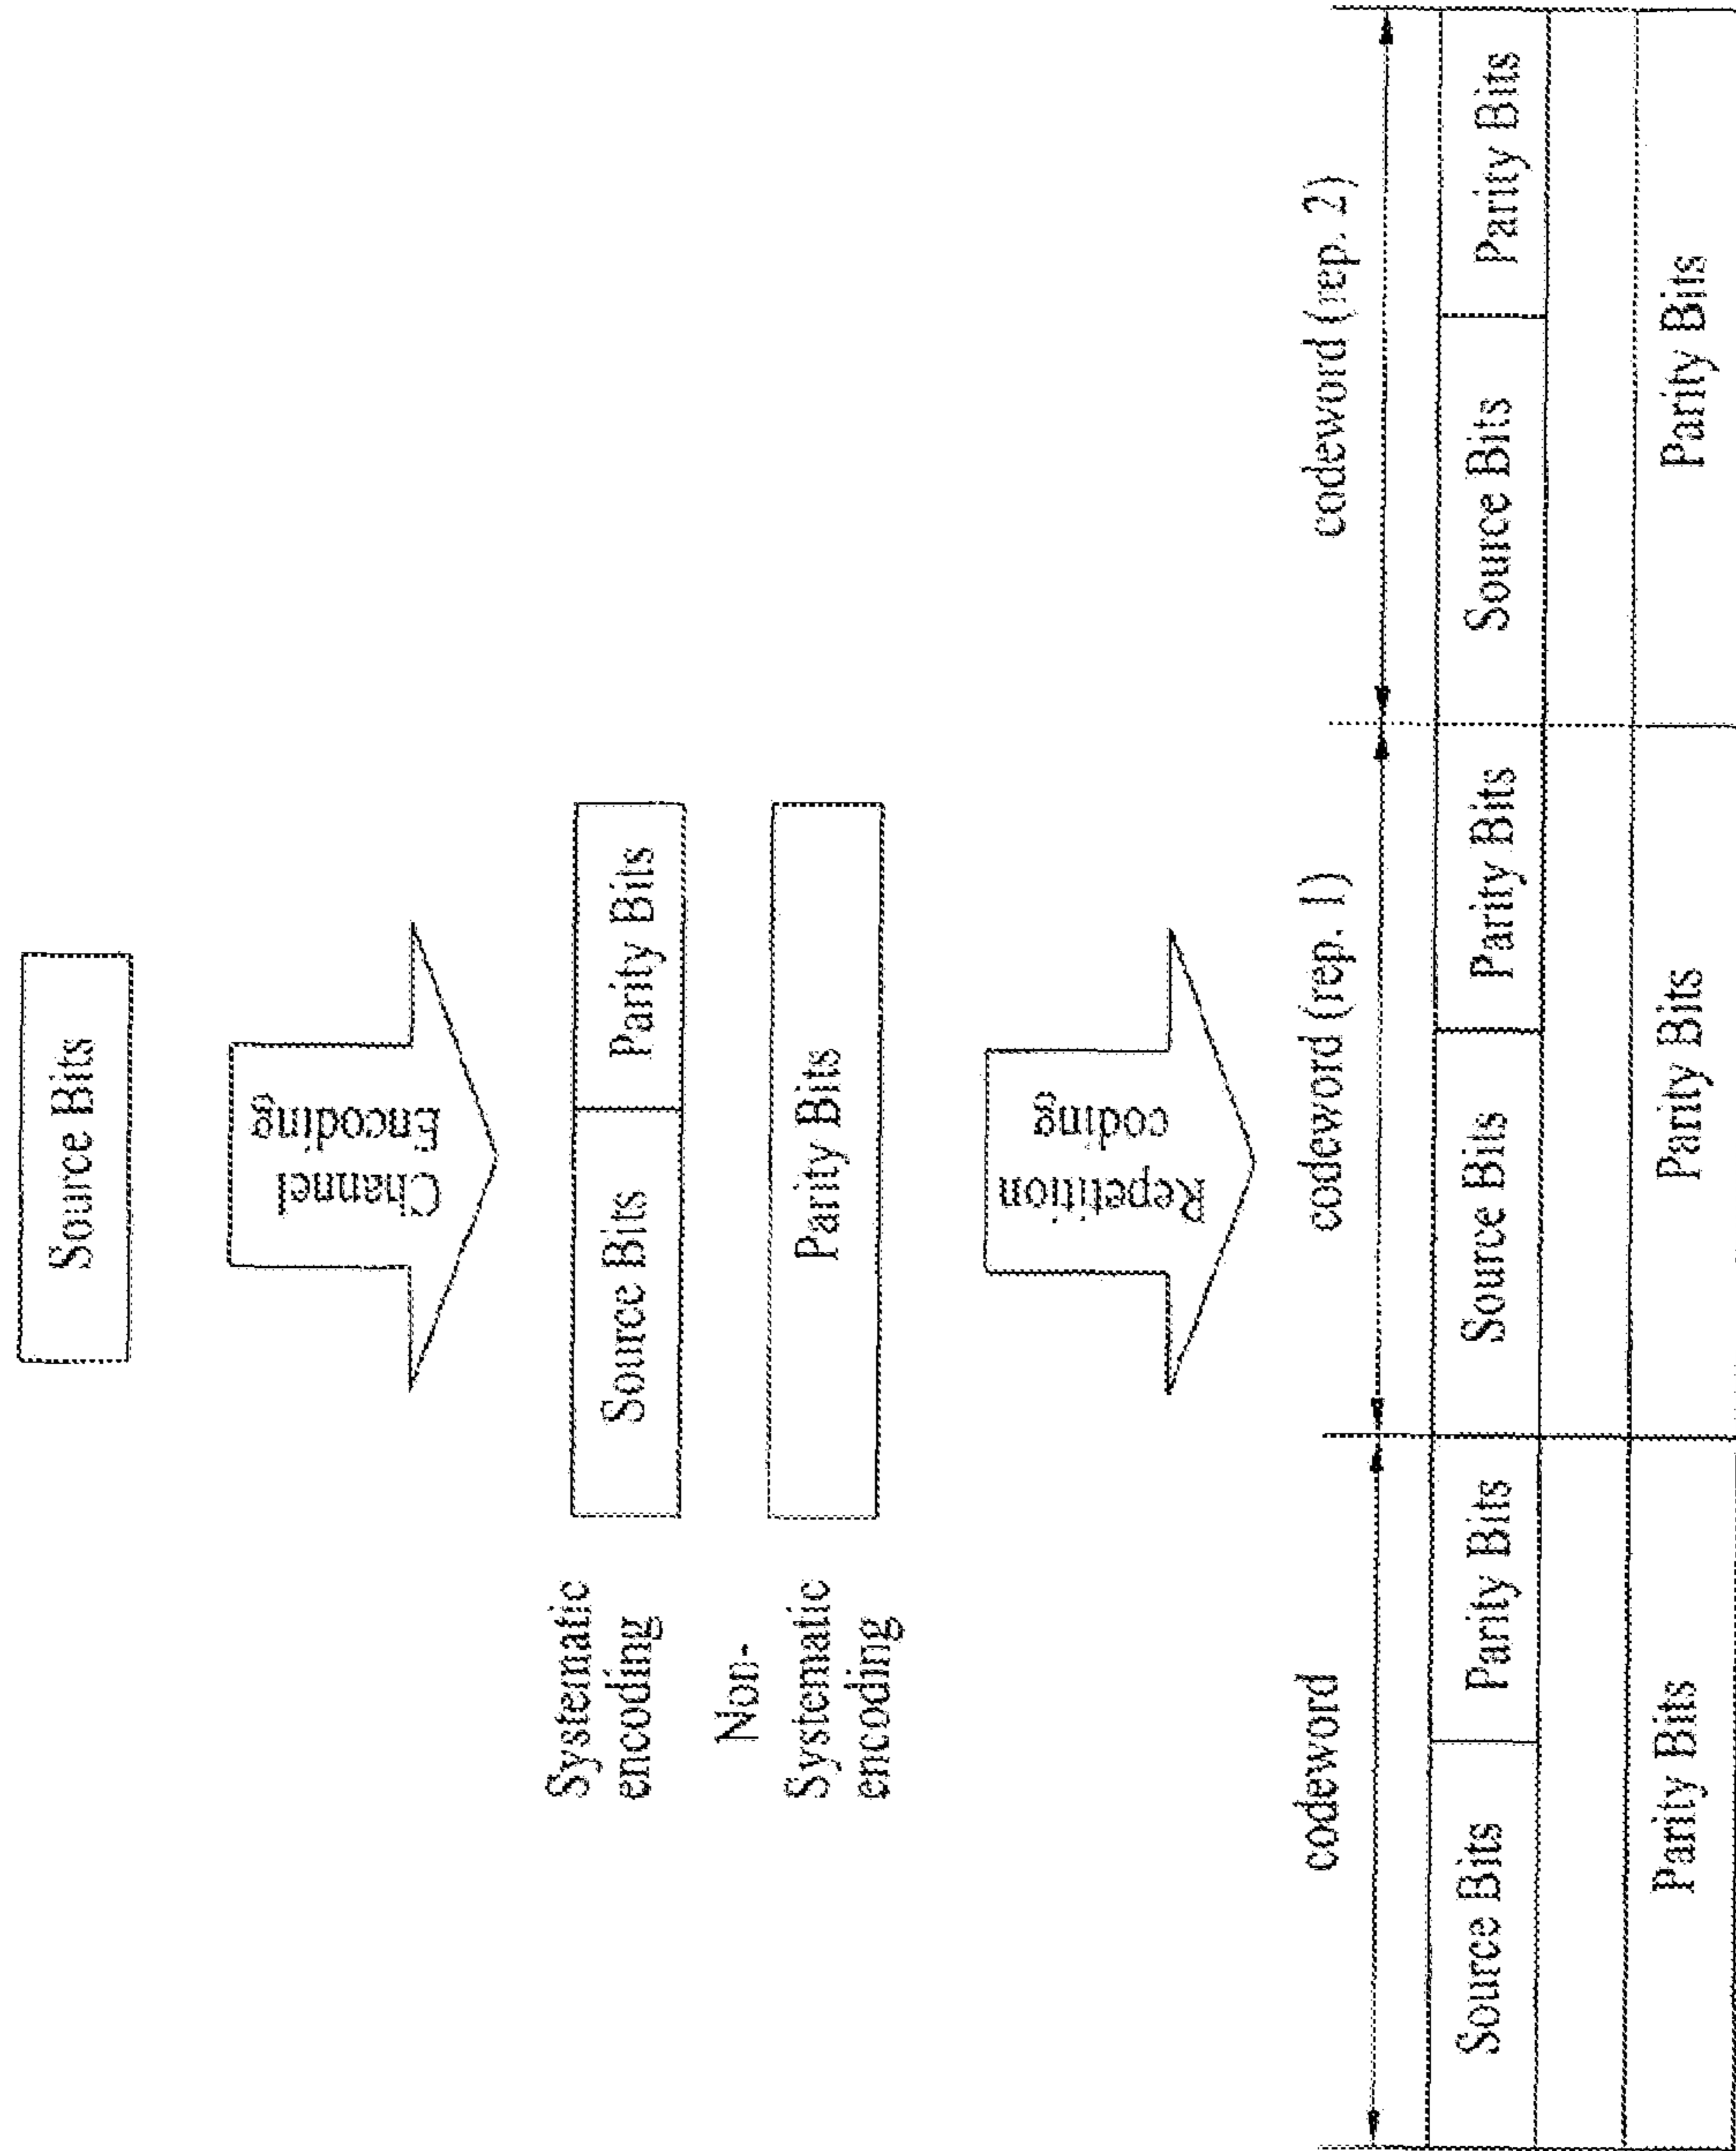 Source Bits
Channel
Encoding
Systematic
encoding
Source Bits
Parity Bits
Non-
Systematic
encoding
Parity Bits
Repetition
coding
codeword
codeword (rep. 1)
codeword (rep. 2)
Source Bits
Parity Bits
Source Bits
Parity Bits
Source Bits
Parity Bits
Parity Bits
Parity Bits
Parity Bits